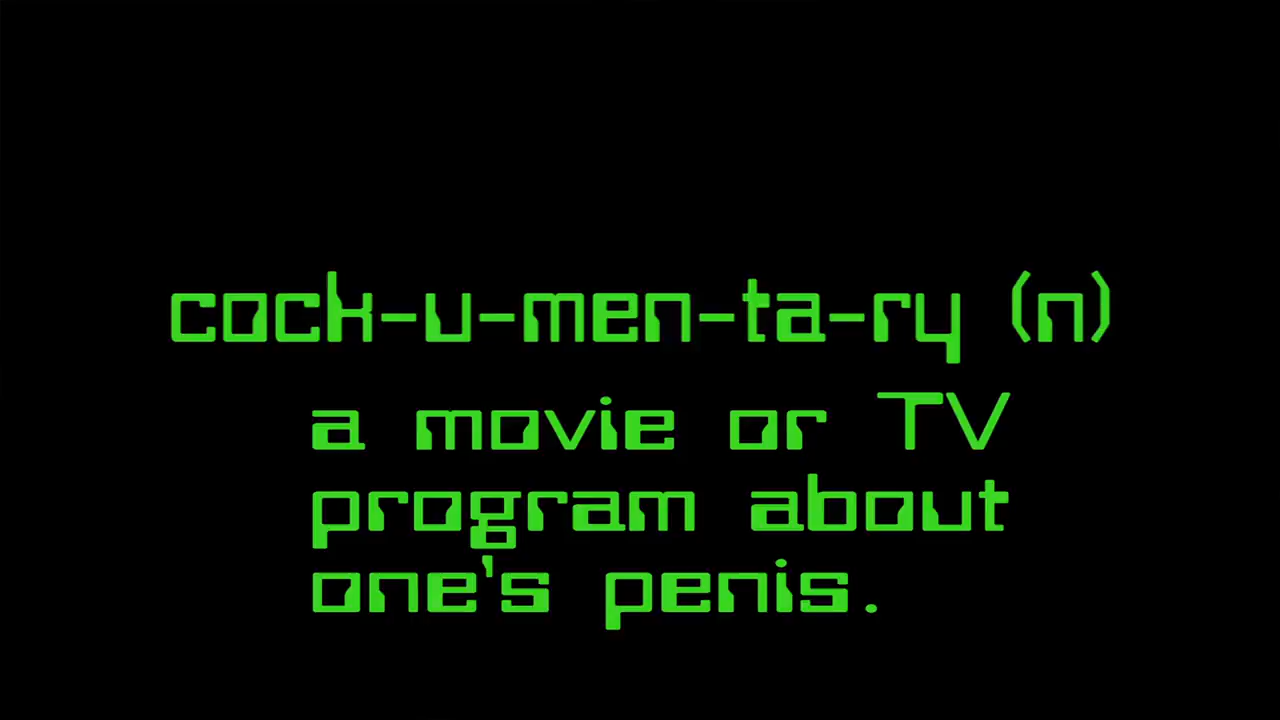 cock-u-men-ta-ry (n)
a movie or TV
program about
one's penis.